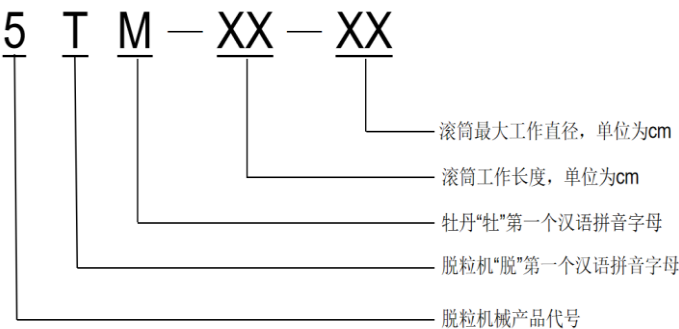 5 T M — XX — XX
滚筒最大工作直径，单位为cm
滚筒工作长度，单位为cm
牡丹“牡”第一个汉语拼音字母
脱粒机“脱”第一个汉语拼音字母
脱粒机械产品代号